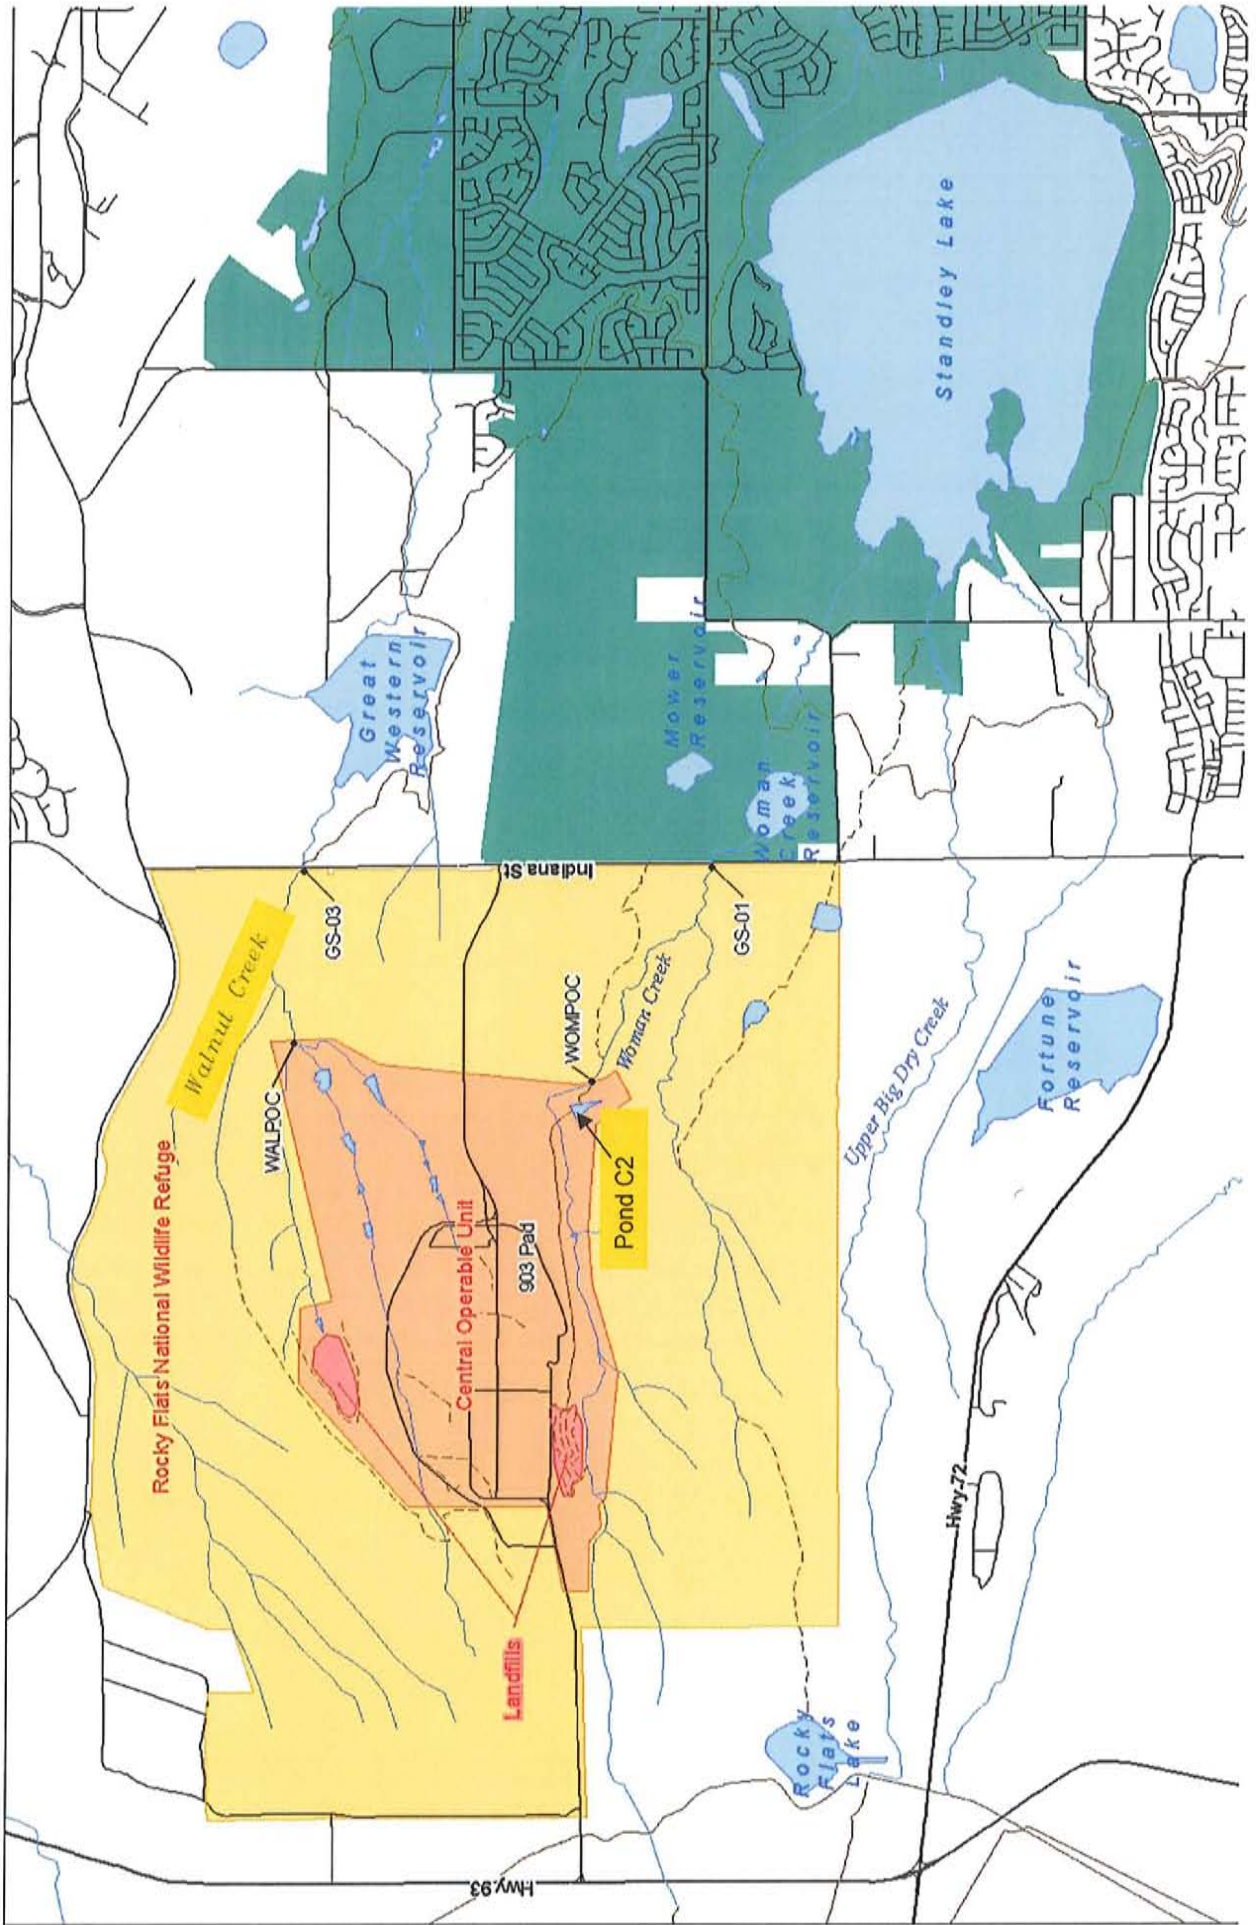 Rocky Flats National Wildlife Refuge
Walnut Creek
GS-03
Great
Western
Reservoir
WALPOC
Central Operable Unit
Landfills
903 Pad
Indiana St
Hwy 93
WOMPOC
Woman Creek
Pond C2
GS-01
Mower
Reservoir
Woman
Creek
Reservoir
Standley Lake
Upper Big Dry Creek
Rocky
Flats
Lake
Hwy-72
Fortune
Reservoir